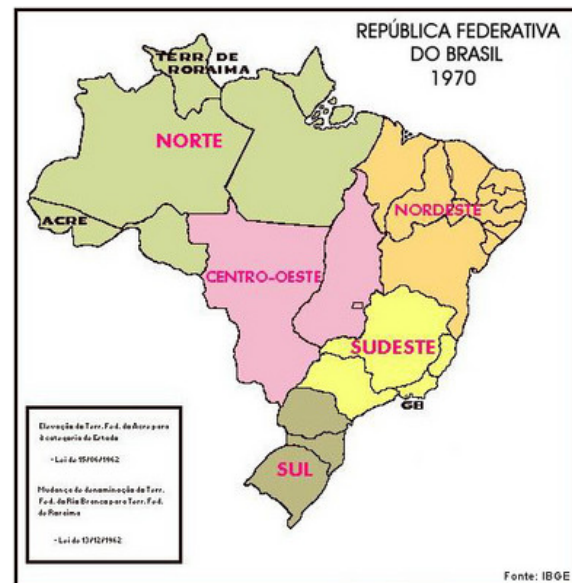 REPÚBLICA FEDERATIVA
DO BRASIL
1970
TERR. DE
RORAIMA
NORTE
ACRE
NORDESTE
CENTRO-OESTE
SUDESTE
GB
SUL
Elevação do Terr. Fed. do Acre para
à categoria de Estado
- Lei de 15/06/1962
Mudança de denominação do Terr.
Fed. do Rio Branco para Terr. Fed.
de Roraima
- Lei de 13/12/1962
Fonte: IBGE